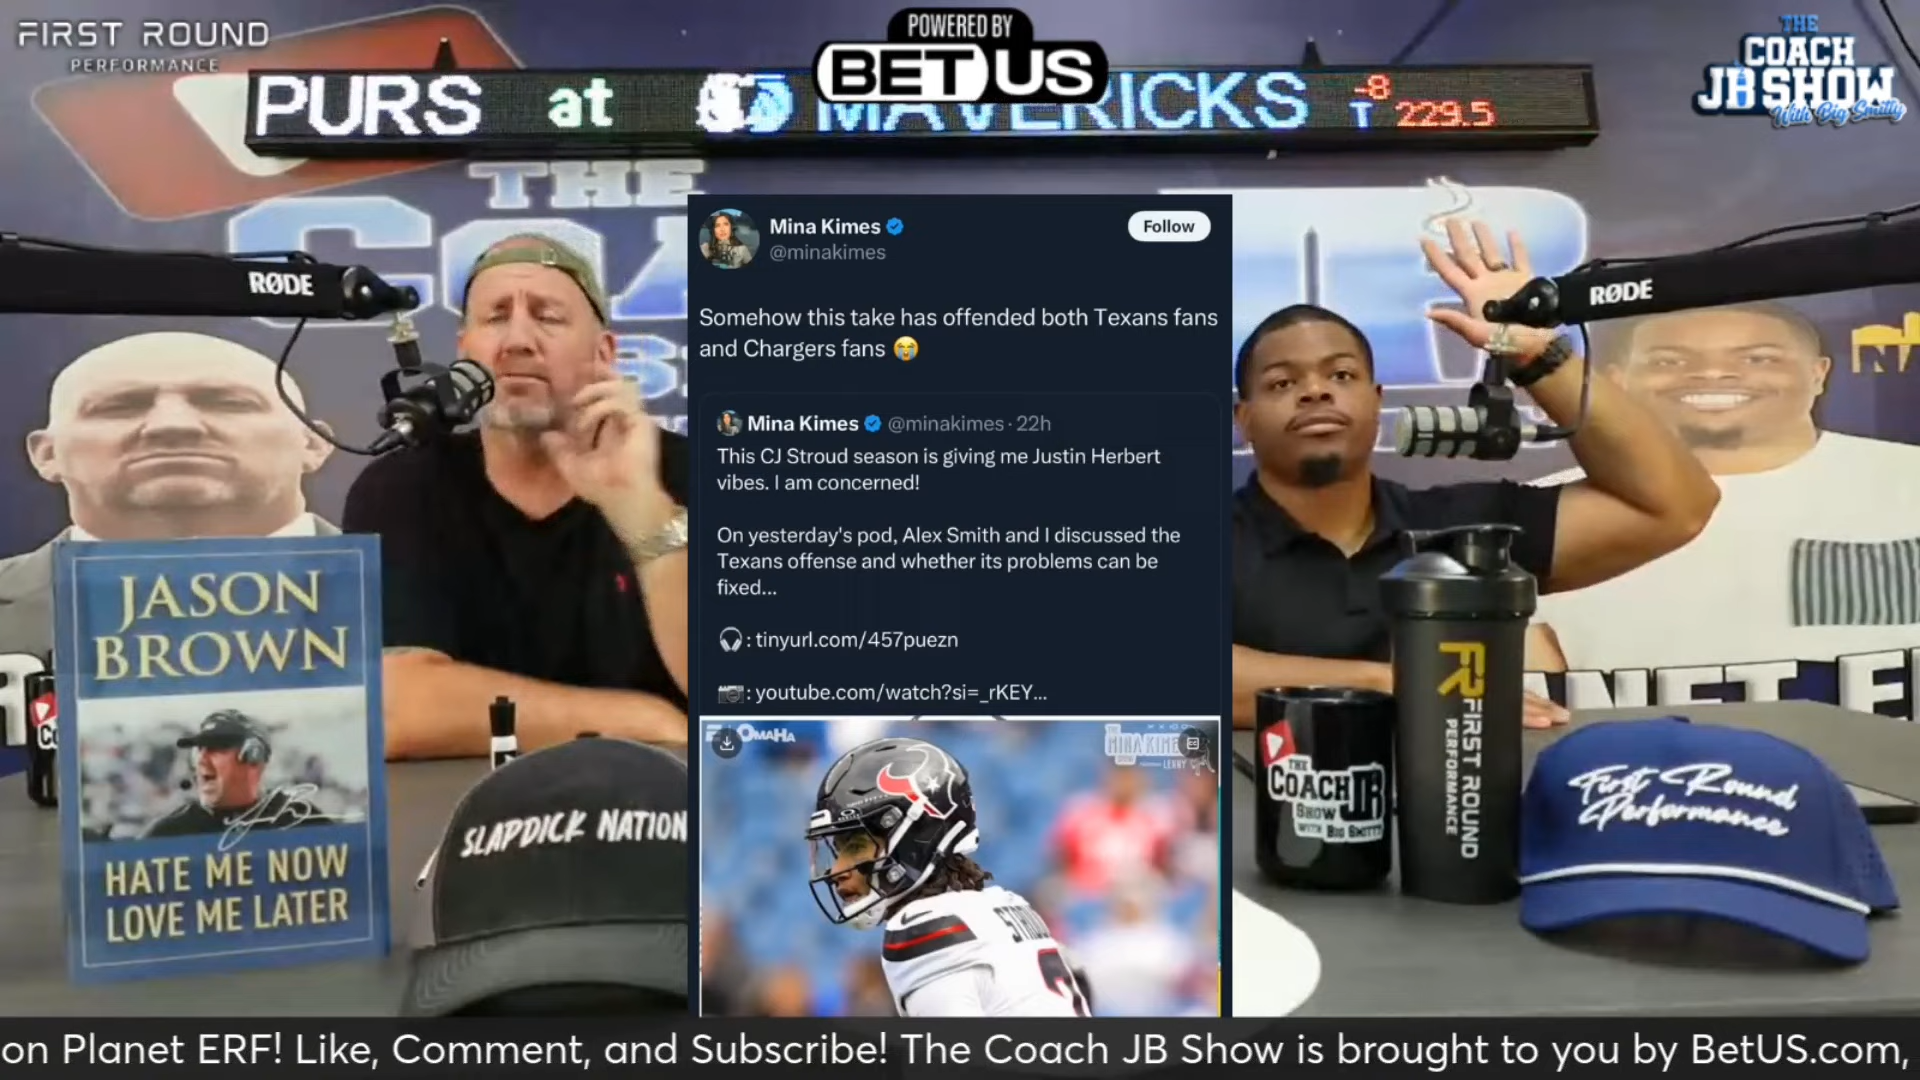 FIRST ROUND
PERFORMANCE
POWERED BY
BET US
THE
COACH
JB SHOW
With Big Smitty
PURS at MAVERICKS -8
T 229.5
THE
RØDE
RØDE
Mina Kimes
@minakimes
Follow
Somehow this take has offended both Texans fans
and Chargers fans 😭
Mina Kimes @minakimes · 22h
This CJ Stroud season is giving me Justin Herbert
vibes. I am concerned!
On yesterday's pod, Alex Smith and I discussed the
Texans offense and whether its problems can be
fixed...
🎧: tinyurl.com/457puezn
📷: youtube.com/watch?si=_rKEY...
OMAHA
JASON
BROWN
HATE ME NOW
LOVE ME LATER
SLAPDICK NATION
THE
COACH JB
SHOW
WITH BIG SMITTY
FR
FIRST ROUND
PERFORMANCE
First Round
Performance
on Planet ERF! Like, Comment, and Subscribe! The Coach JB Show is brought to you by BetUS.com,